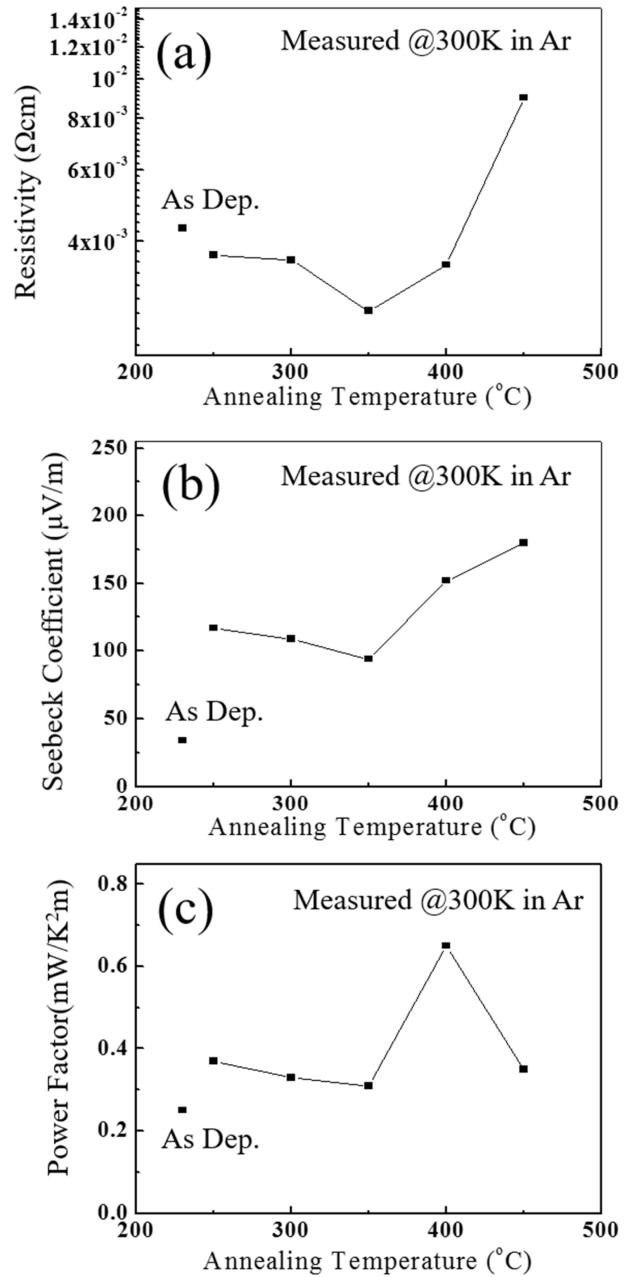 1.4x10⁻²
(a)
Measured @300K in Ar
1.2x10⁻²
10⁻²
8x10⁻³
6x10⁻³
As Dep.
4x10⁻³
Resistivity (Ωcm)
200 300 400 500
Annealing Temperature (°C)
250
(b)
Measured @300K in Ar
200
150
100
As Dep.
50
0
Seebeck Coefficient (μV/m)
200 300 400 500
Annealing Temperature (°C)
0.8
(c)
Measured @300K in Ar
0.6
0.4
0.2
As Dep.
0.0
Power Factor(mW/K²m)
200 300 400 500
Annealing Temperature (°C)